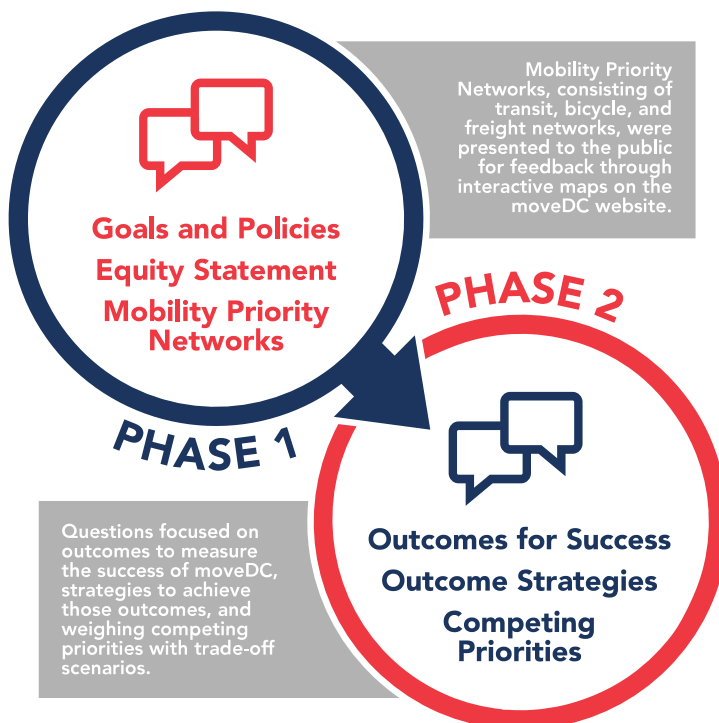 Goals and Policies
Equity Statement
Mobility Priority
Networks
PHASE 1
Mobility Priority
Networks, consisting of
transit, bicycle, and
freight networks, were
presented to the public
for feedback through
interactive maps on the
moveDC website.
PHASE 2
Outcomes for Success
Outcome Strategies
Competing
Priorities
Questions focused on
outcomes to measure
the success of moveDC,
strategies to achieve
those outcomes, and
weighing competing
priorities with trade-off
scenarios.